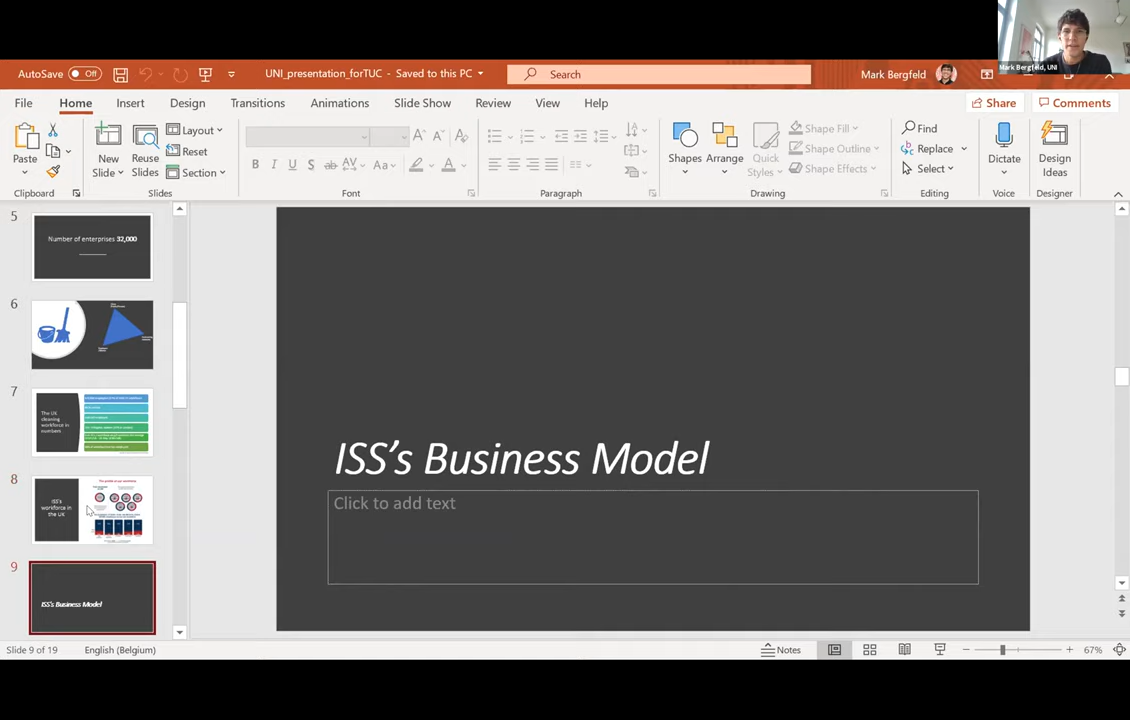 Mark Bergfeld, UNI
AutoSave Off
UNI_presentation_forTUC - Saved to this PC
Search
Mark Bergfeld
File Home Insert Design Transitions Animations Slide Show Review View Help
Share Comments
Paste
New Slide
Reuse Slides
Layout
Reset
Section
Shapes
Arrange
Quick Styles
Shape Fill
Shape Outline
Shape Effects
Find
Replace
Select
Dictate
Design Ideas
Clipboard Slides Font Paragraph Drawing Editing Voice Designer
5
Number of enterprises 32,000
6
7
The UK cleaning workforce in numbers
8
ISS's workforce in the UK
9
ISS's Business Model
ISS's Business Model
Click to add text
Slide 9 of 19 English (Belgium) Notes 67%